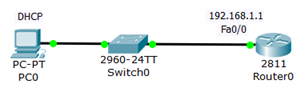 DHCP
192.168.1.1
Fa0/0
PC-PT
PC0
2960-24TT
Switch0
2811
Router0